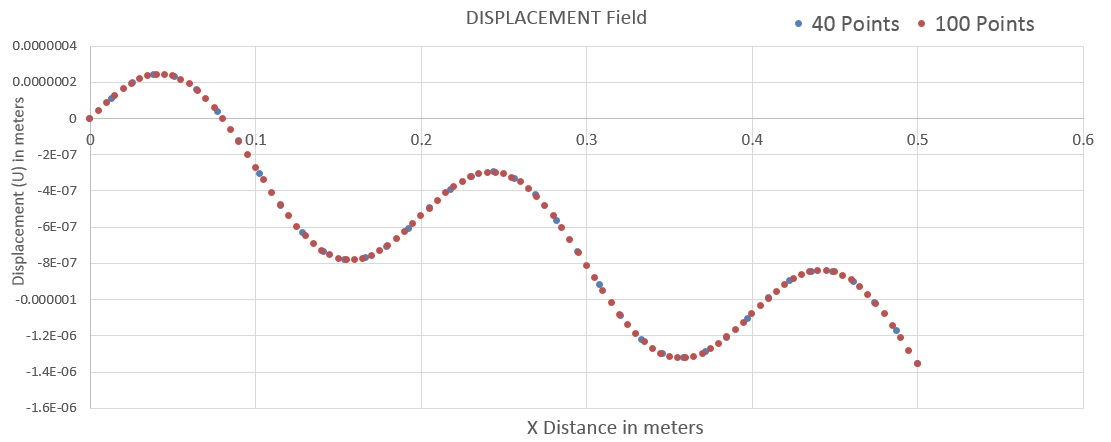 DISPLACEMENT Field
40 Points 100 Points
0.0000004
0.0000002
0
0 0.1 0.2 0.3 0.4 0.5 0.6
-2E-07
-4E-07
-6E-07
-8E-07
-0.000001
-1.2E-06
-1.4E-06
-1.6E-06
Displacement (U) in meters
X Distance in meters